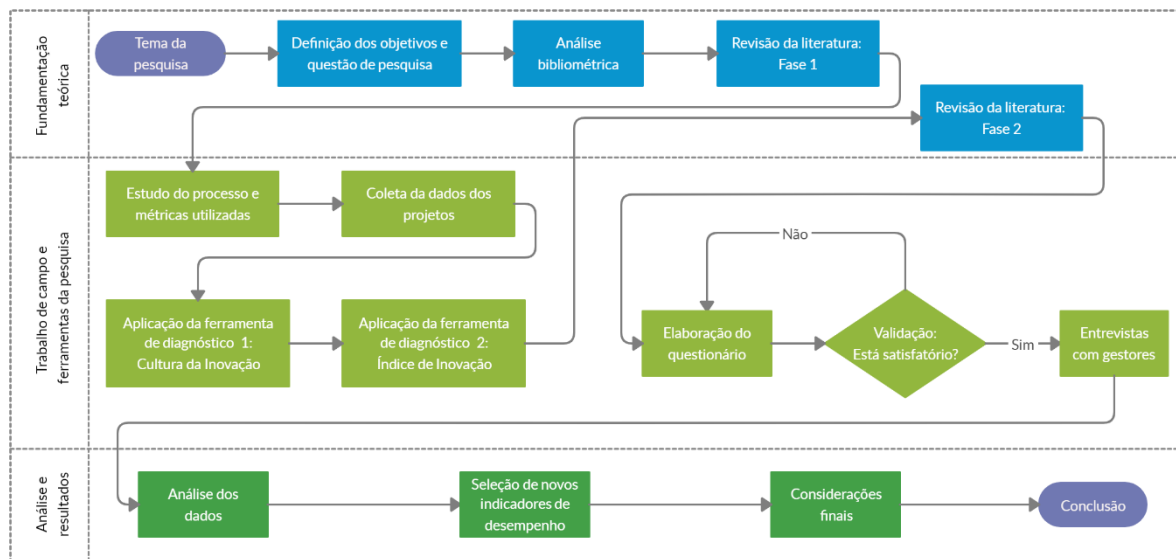 Fundamentação
teórica
Tema da
pesquisa
Definição dos objetivos e
questão de pesquisa
Análise
bibliométrica
Revisão da literatura:
Fase 1
Revisão da literatura:
Fase 2
Trabalho de campo e
ferramentas da pesquisa
Estudo do processo e
métricas utilizadas
Coleta da dados dos
projetos
Aplicação da ferramenta
de diagnóstico 1:
Cultura da Inovação
Aplicação da ferramenta
de diagnóstico 2:
Índice de Inovação
Elaboração do
questionário
Não
Validação:
Está satisfatório?
Sim
Entrevistas
com gestores
Análise e
resultados
Análise dos
dados
Seleção de novos
indicadores de
desempenho
Considerações
finais
Conclusão